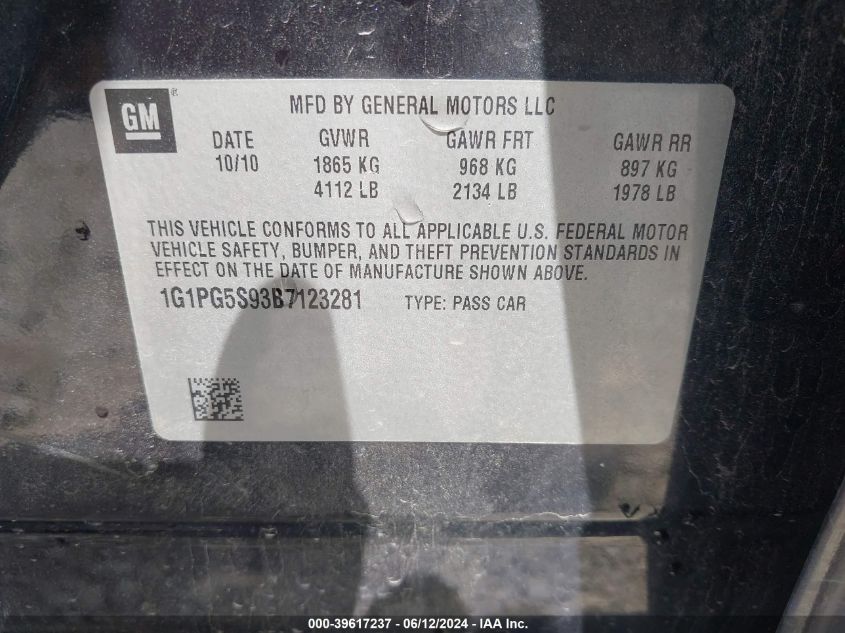 GM ®
MFD BY GENERAL MOTORS LLC
DATE GVWR GAWR FRT GAWR RR
10/10 1865 KG 968 KG 897 KG
4112 LB 2134 LB 1978 LB
THIS VEHICLE CONFORMS TO ALL APPLICABLE U.S. FEDERAL MOTOR
VEHICLE SAFETY, BUMPER, AND THEFT PREVENTION STANDARDS IN
EFFECT ON THE DATE OF MANUFACTURE SHOWN ABOVE.
1G1PG5S93B7123281 TYPE: PASS CAR
000-39617237 - 06/12/2024 - IAA Inc.